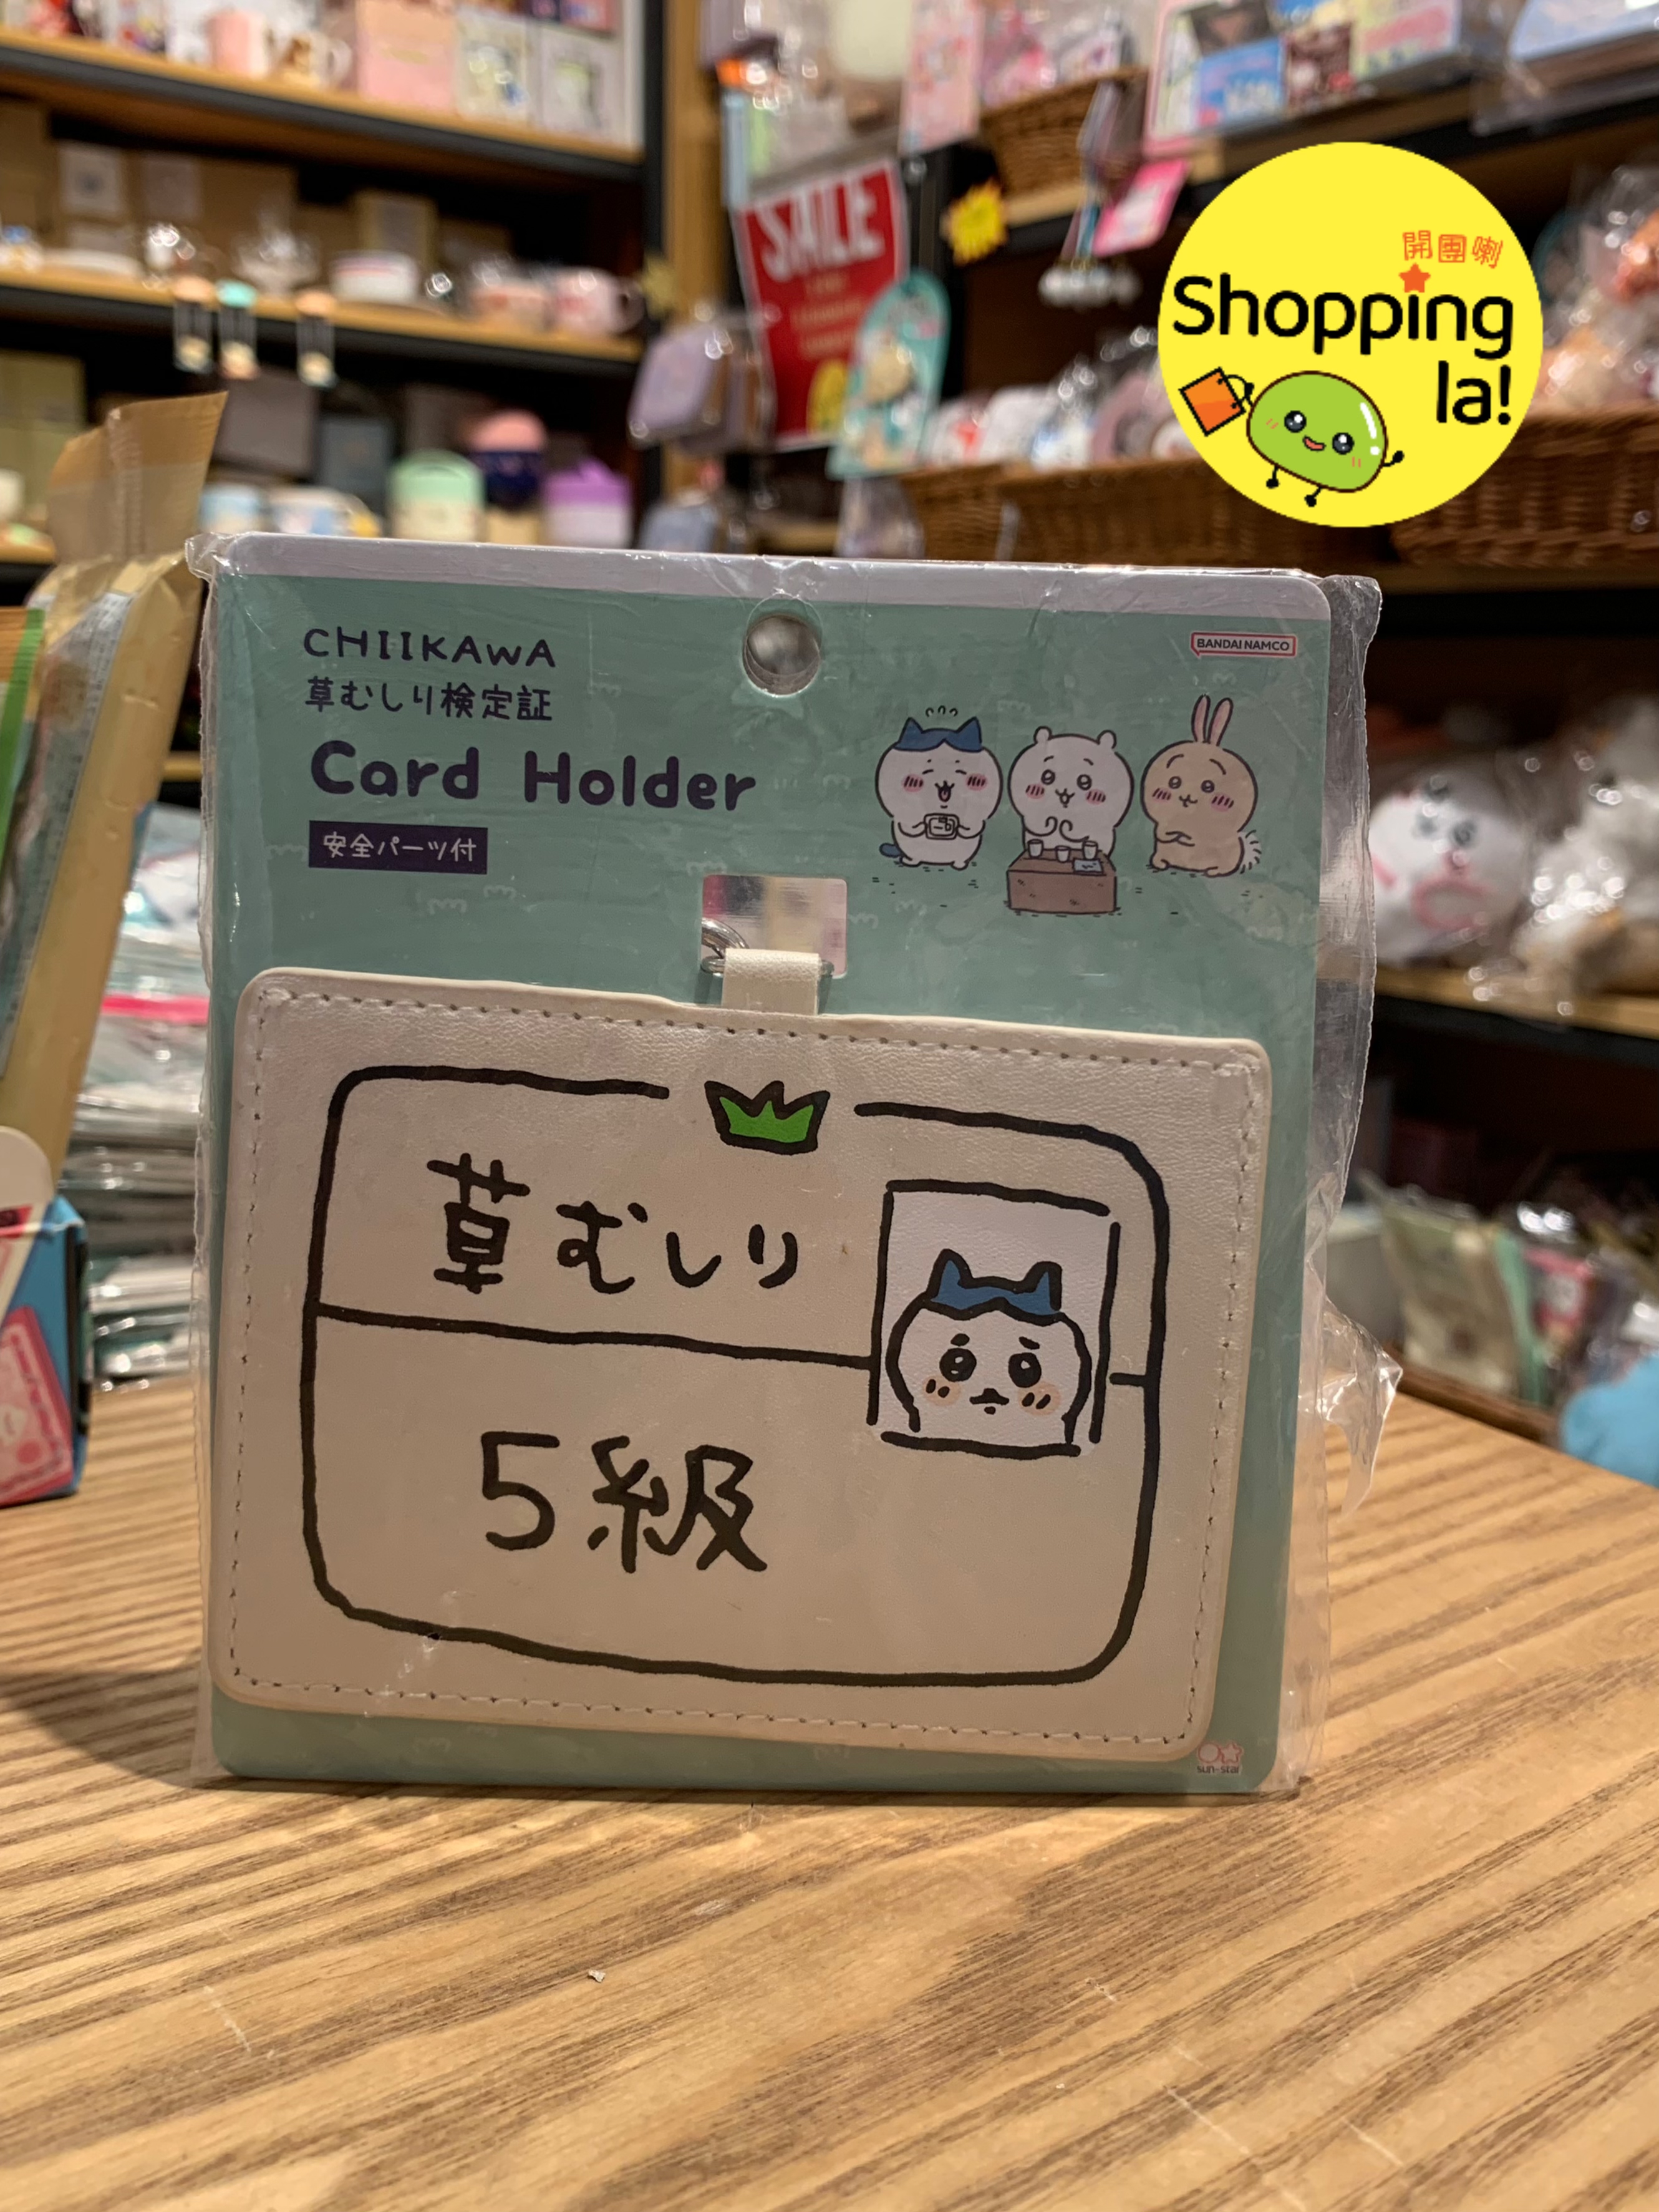 SALE
開團喇
Shopping
la!
CHIIKAWA
草むしり検定証
Card Holder
安全パーツ付
BANDAI NAMCO
草むしり
5級
sun-star